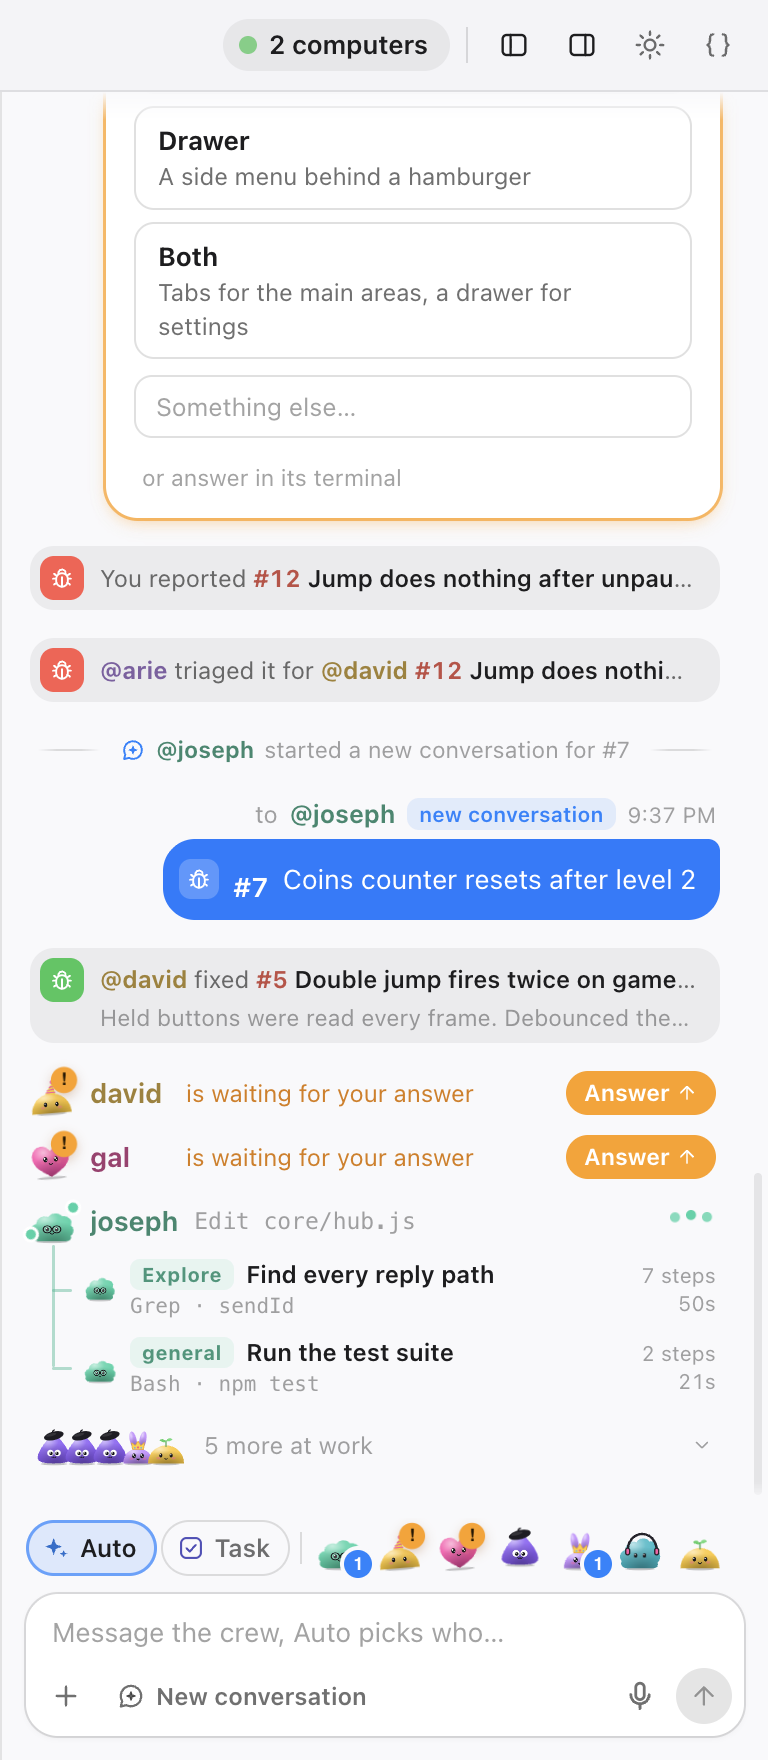 2 computers
Drawer
A side menu behind a hamburger
Both
Tabs for the main areas, a drawer for
settings
Something else...
or answer in its terminal
You reported #12 Jump does nothing after unpau...
@arie triaged it for @david #12 Jump does nothi...
@joseph started a new conversation for #7
to @joseph new conversation 9:37 PM
#7 Coins counter resets after level 2
@david fixed #5 Double jump fires twice on game...
Held buttons were read every frame. Debounced the...
! david is waiting for your answer Answer ↑
! gal is waiting for your answer Answer ↑
joseph Edit core/hub.js
Explore Find every reply path 7 steps
Grep · sendId 50s
general Run the test suite 2 steps
Bash · npm test 21s
5 more at work
Auto Task 1 ! ! 1
Message the crew, Auto picks who...
New conversation